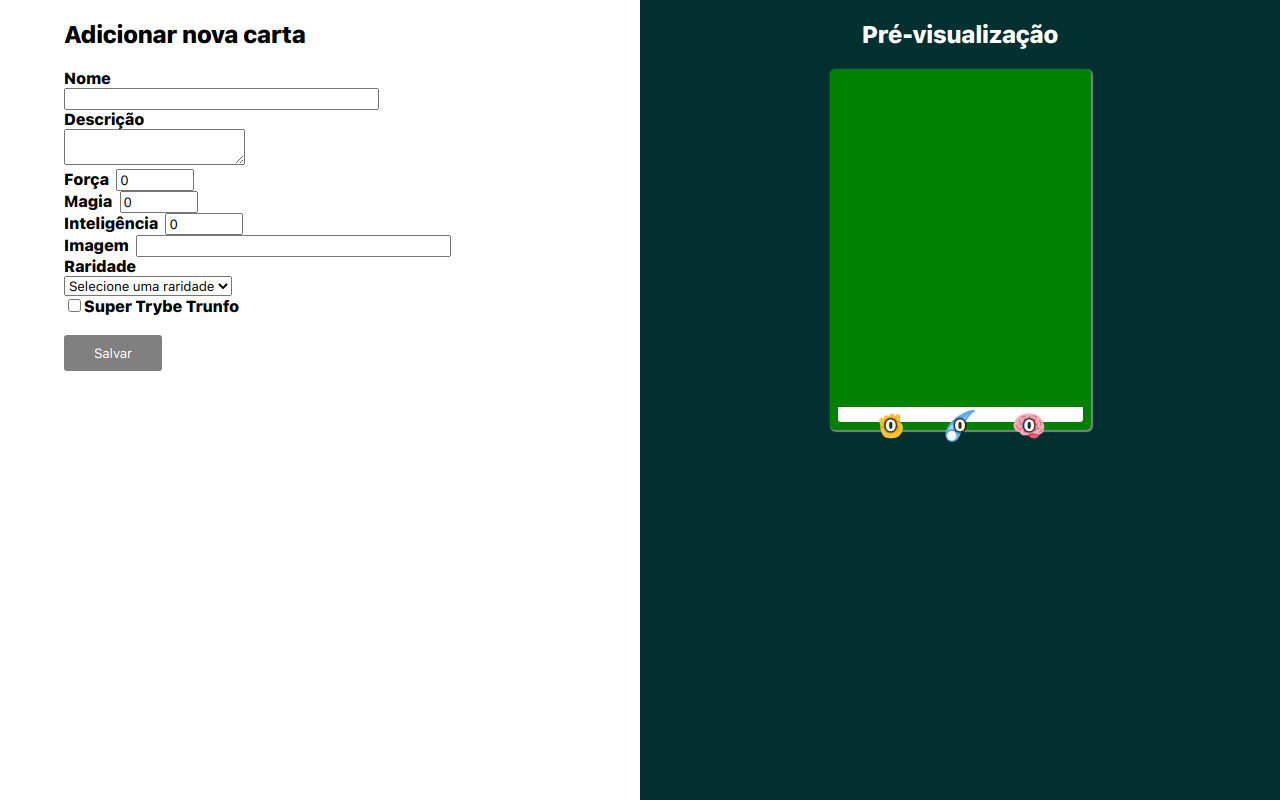 Adicionar nova carta
Nome
Descrição
Força 0
Magia 0
Inteligência 0
Imagem
Raridade
Selecione uma raridade
Super Trybe Trunfo
Salvar
Pré-visualização
0 0 0